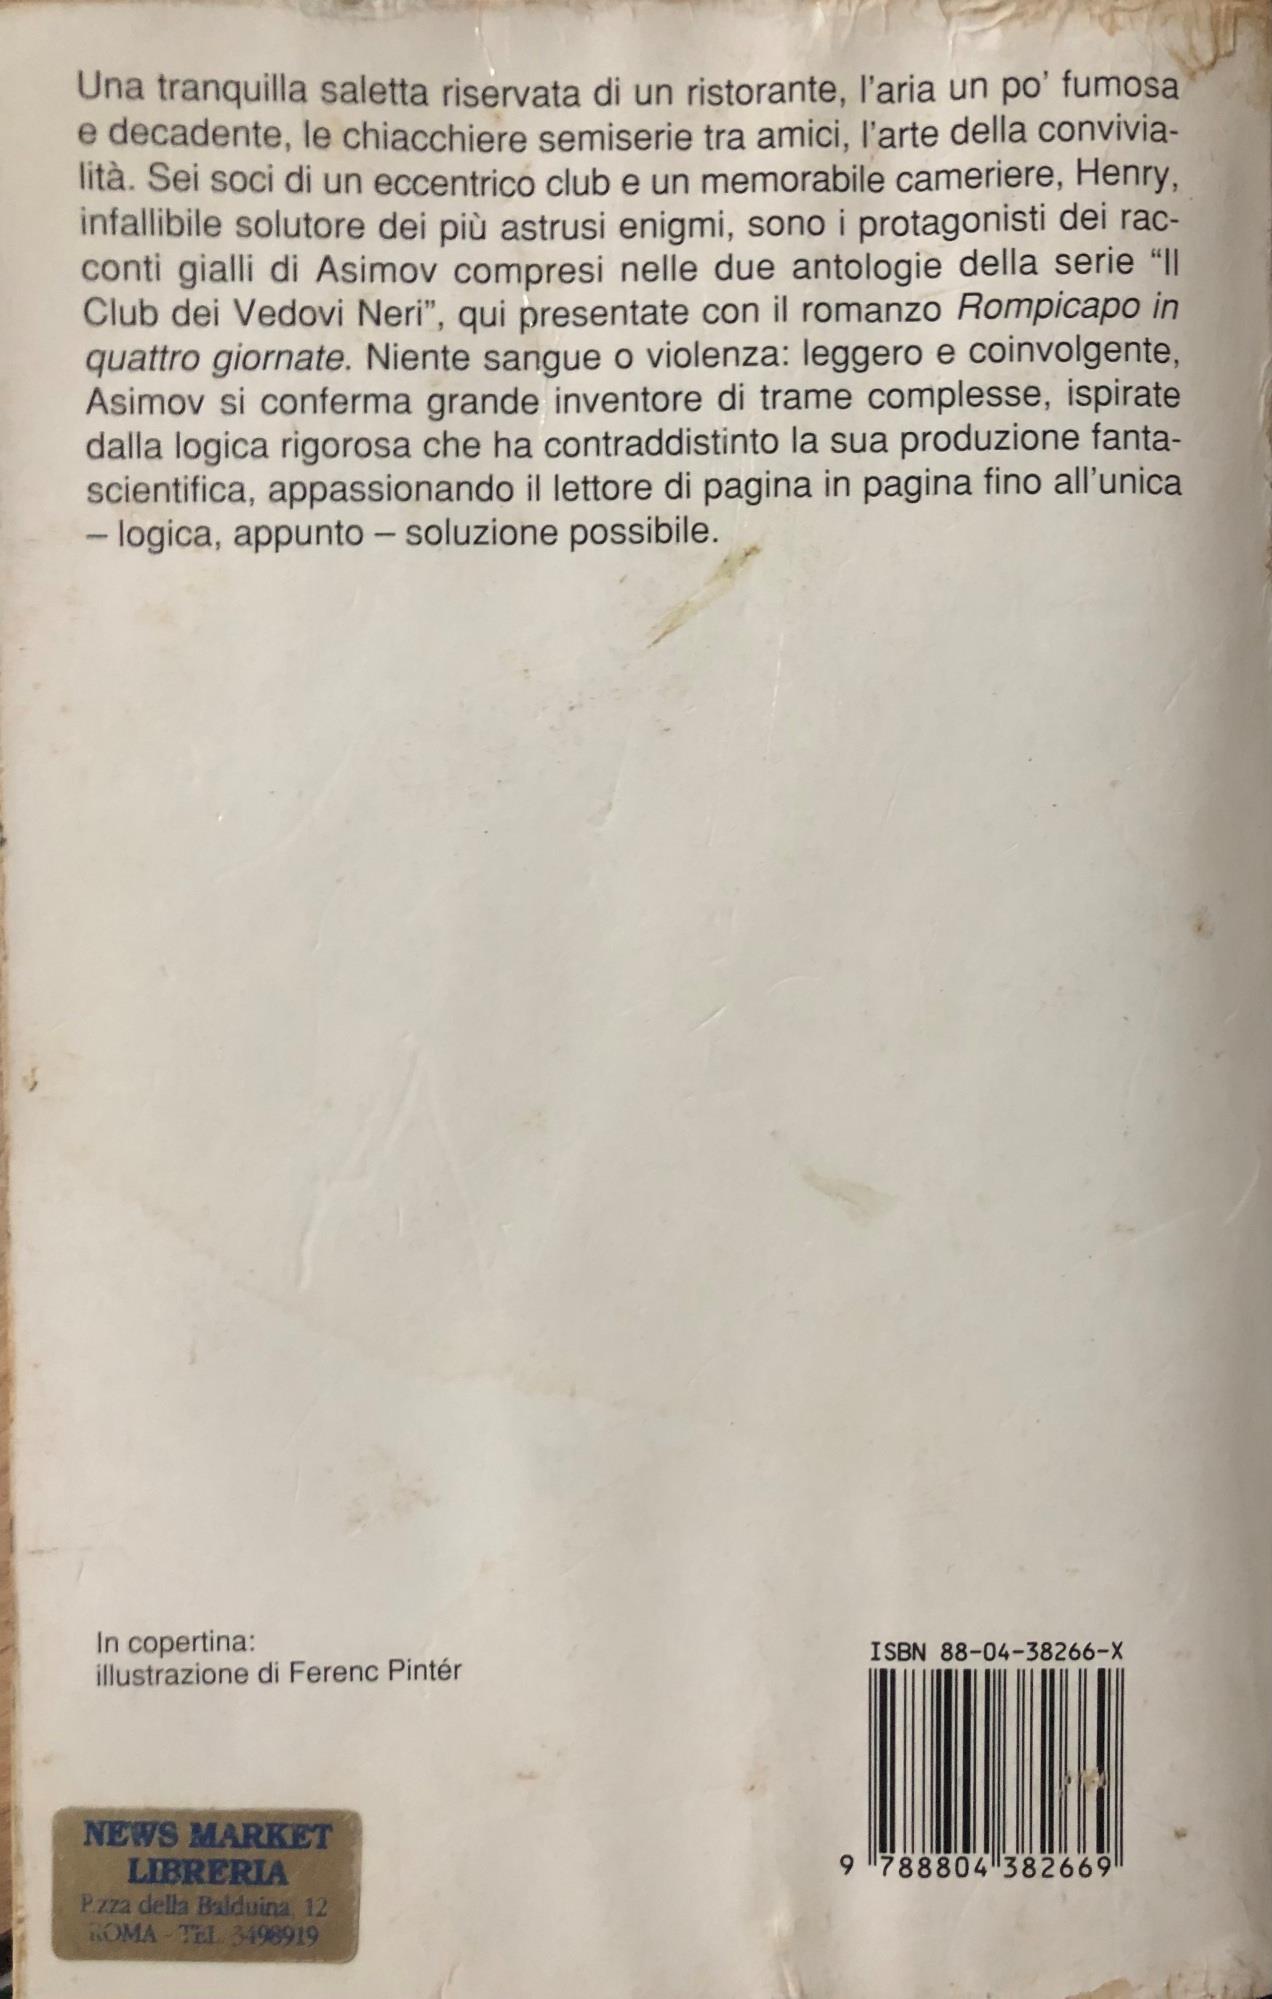 Una tranquilla saletta riservata di un ristorante, l'aria un po' fumosa
e decadente, le chiacchiere semiserie tra amici, l'arte della convivia-
lità. Sei soci di un eccentrico club e un memorabile cameriere, Henry,
infallibile solutore dei più astrusi enigmi, sono i protagonisti dei rac-
conti gialli di Asimov compresi nelle due antologie della serie “Il
Club dei Vedovi Neri”, qui presentate con il romanzo Rompicapo in
quattro giornate. Niente sangue o violenza: leggero e coinvolgente,
Asimov si conferma grande inventore di trame complesse, ispirate
dalla logica rigorosa che ha contraddistinto la sua produzione fanta-
scientifica, appassionando il lettore di pagina in pagina fino all'unica
– logica, appunto – soluzione possibile.
In copertina:
illustrazione di Ferenc Pintér
ISBN 88-04-38266-X
9 788804 382669
NEWS MARKET
LIBRERIA
P.zza della Balduina, 12
ROMA - TEL. 3498919